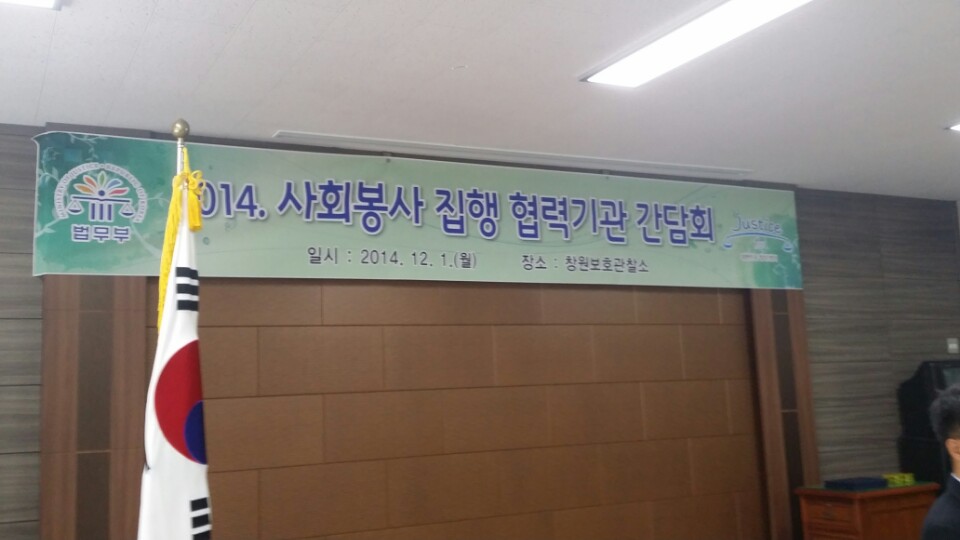 법무부
2014. 사회봉사 집행 협력기관 간담회
Justice
일시 : 2014. 12. 1.(월) 장소 : 창원보호관찰소